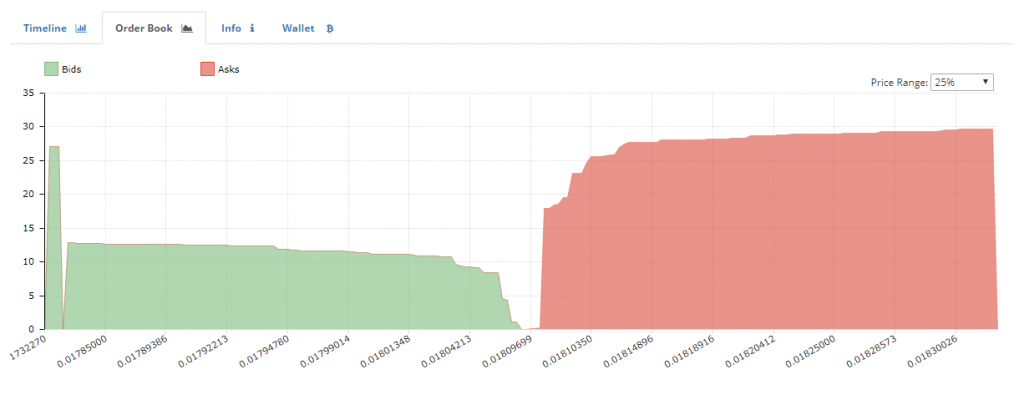 Timeline Order Book Info Wallet
Bids Asks
Price Range: 25%
35
30
25
20
15
10
5
0
1732270 0.01785000 0.01789386 0.01792213 0.01794780 0.01799014 0.01801348 0.01804213 0.01809699 0.01810350 0.01814896 0.01818916 0.01820412 0.01825000 0.01828573 0.01830026